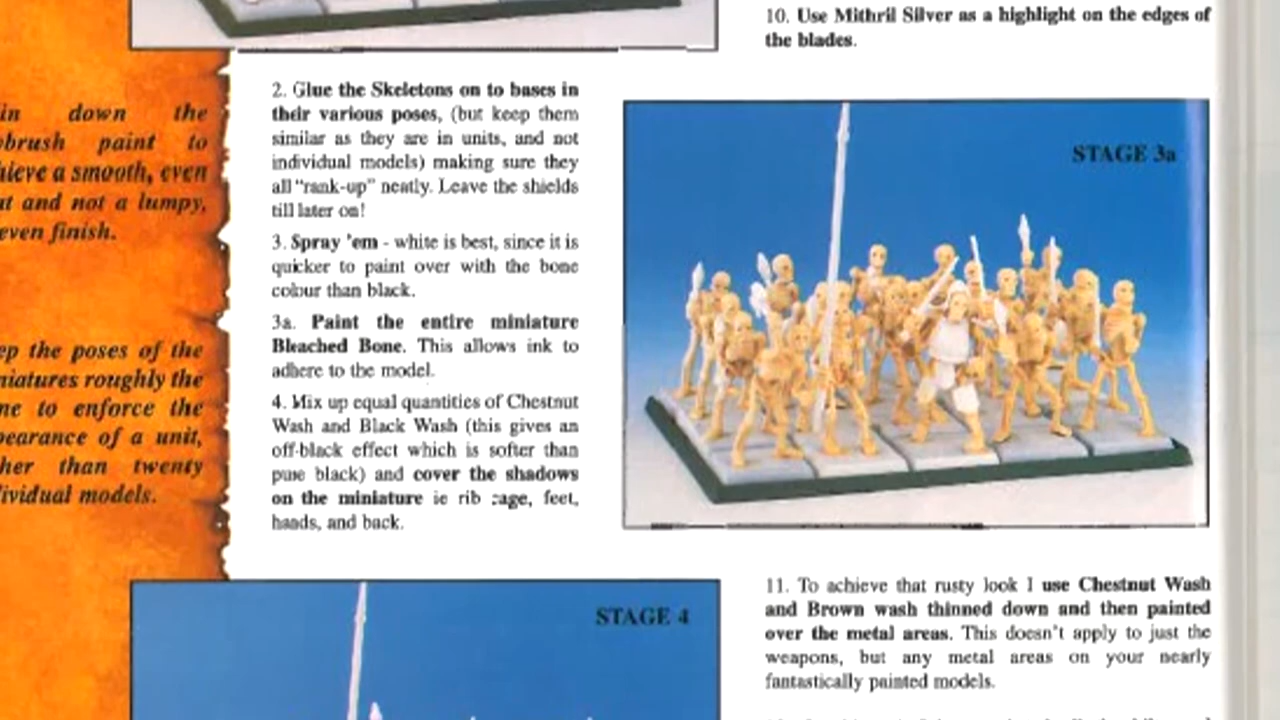 in down the
brush paint to
ieve a smooth, even
and not a lumpy,
even finish.
ep the poses of the
niatures roughly the
to enforce the
pearance of a unit,
her than twenty
ividual models.
2. Glue the Skeletons on to bases in
their various poses, (but keep them
similar as they are in units, and not
individual models) making sure they
all "rank-up" neatly. Leave the shields
till later on!
3. Spray 'em - white is best, since it is
quicker to paint over with the bone
colour than black.
3a. Paint the entire miniature
Bleached Bone. This allows ink to
adhere to the model.
4. Mix up equal quantities of Chestnut
Wash and Black Wash (this gives an
off-black effect which is softer than
pure black) and cover the shadows
on the miniature ie rib cage, feet,
hands, and back.
STAGE 4
10. Use Mithril Silver as a highlight on the edges of
the blades.
STAGE 3a
11. To achieve that rusty look I use Chestnut Wash
and Brown wash thinned down and then painted
over the metal areas. This doesn't apply to just the
weapons, but any metal areas on your nearly
fantastically painted models.